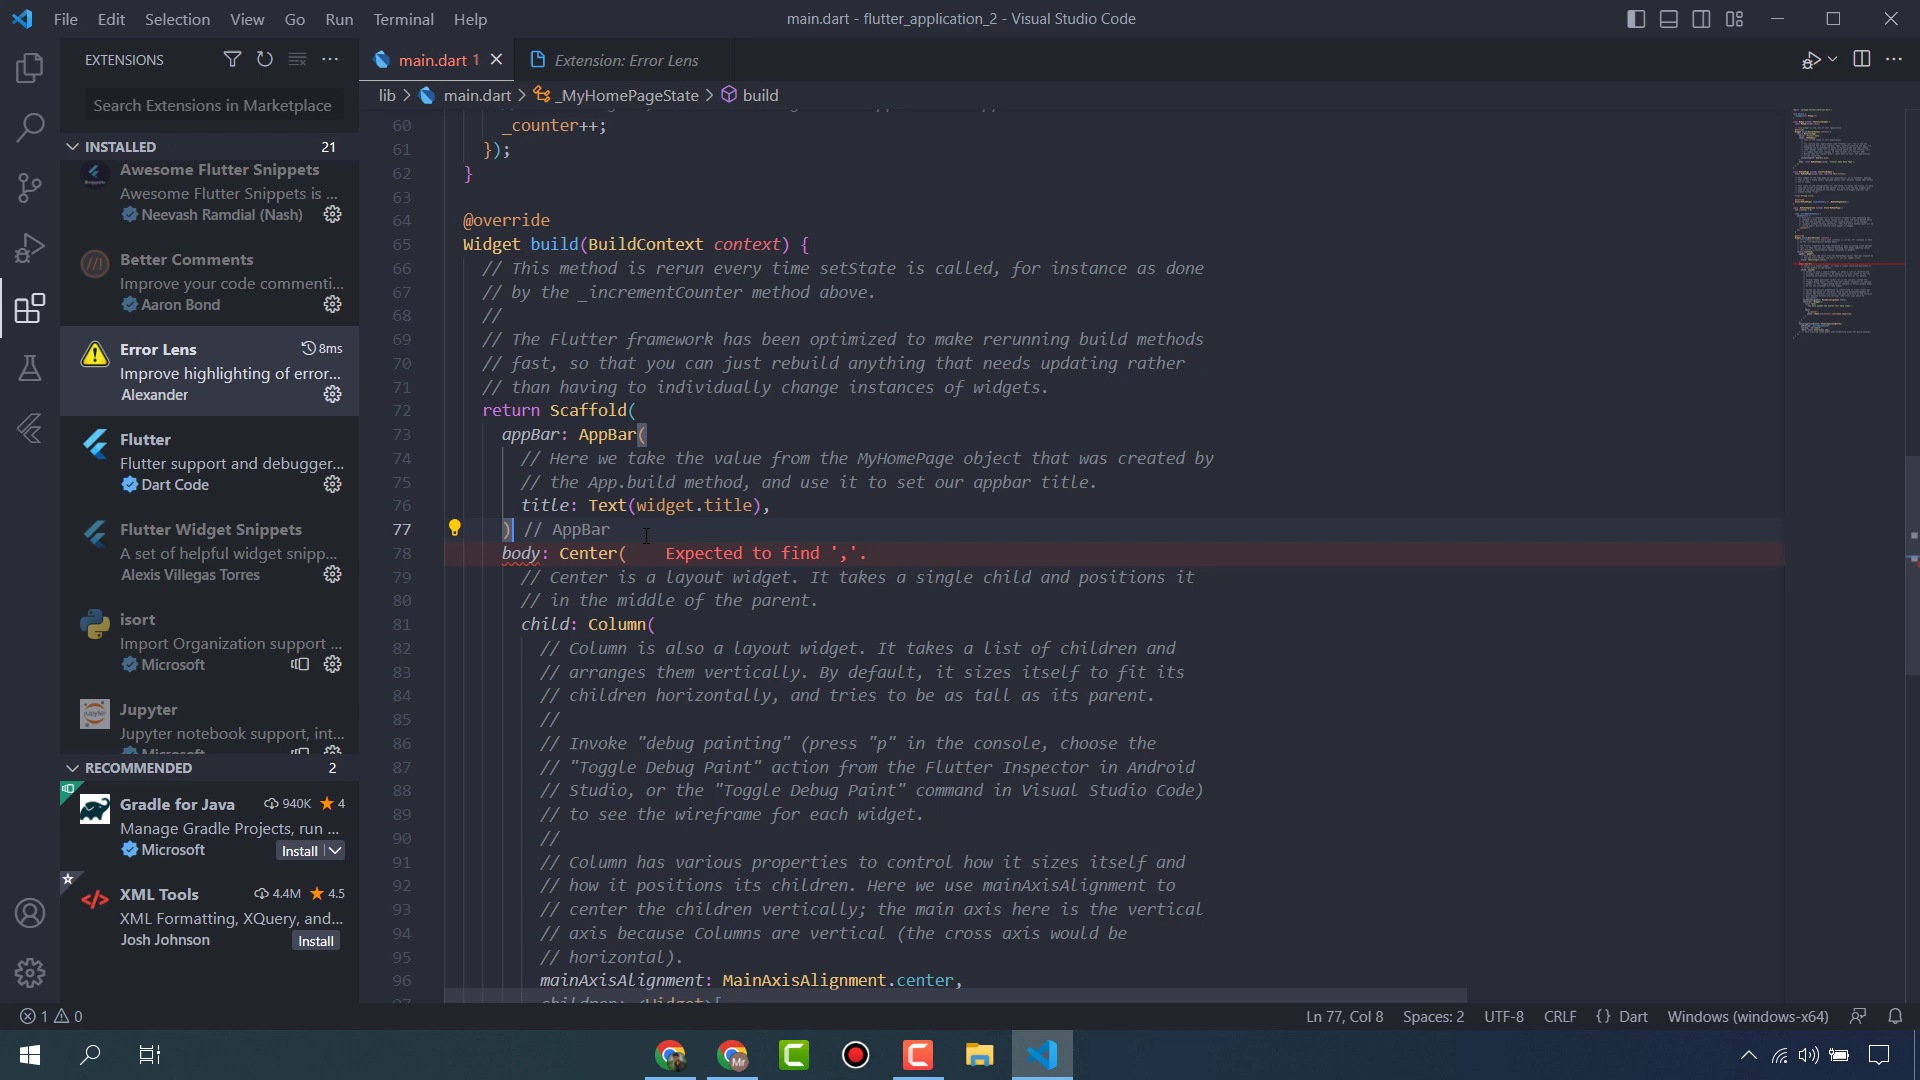 File Edit Selection View Go Run Terminal Help
main.dart - flutter_application_2 - Visual Studio Code
EXTENSIONS
main.dart 1
Extension: Error Lens
Search Extensions in Marketplace
lib > main.dart > _MyHomePageState > build
INSTALLED 21
Awesome Flutter Snippets
Awesome Flutter Snippets is ...
Neevash Ramdial (Nash)
Better Comments
Improve your code commenti...
Aaron Bond
Error Lens 8ms
Improve highlighting of error...
Alexander
Flutter
Flutter support and debugger...
Dart Code
Flutter Widget Snippets
A set of helpful widget snipp...
Alexis Villegas Torres
isort
Import Organization support ...
Microsoft
Jupyter
Jupyter notebook support, int...
Microsoft
RECOMMENDED 2
Gradle for Java 940K 4
Manage Gradle Projects, run ...
Microsoft Install
XML Tools 4.4M 4.5
XML Formatting, XQuery, and...
Josh Johnson Install
60 _counter++;
61 });
62 }
63
64 @override
65 Widget build(BuildContext context) {
66 // This method is rerun every time setState is called, for instance as done
67 // by the _incrementCounter method above.
68 //
69 // The Flutter framework has been optimized to make rerunning build methods
70 // fast, so that you can just rebuild anything that needs updating rather
71 // than having to individually change instances of widgets.
72 return Scaffold(
73 appBar: AppBar(
74 // Here we take the value from the MyHomePage object that was created by
75 // the App.build method, and use it to set our appbar title.
76 title: Text(widget.title),
77 ) // AppBar
78 body: Center( Expected to find ','.
79 // Center is a layout widget. It takes a single child and positions it
80 // in the middle of the parent.
81 child: Column(
82 // Column is also a layout widget. It takes a list of children and
83 // arranges them vertically. By default, it sizes itself to fit its
84 // children horizontally, and tries to be as tall as its parent.
85 //
86 // Invoke "debug painting" (press "p" in the console, choose the
87 // "Toggle Debug Paint" action from the Flutter Inspector in Android
88 // Studio, or the "Toggle Debug Paint" command in Visual Studio Code)
89 // to see the wireframe for each widget.
90 //
91 // Column has various properties to control how it sizes itself and
92 // how it positions its children. Here we use mainAxisAlignment to
93 // center the children vertically; the main axis here is the vertical
94 // axis because Columns are vertical (the cross axis would be
95 // horizontal).
96 mainAxisAlignment: MainAxisAlignment.center,
97 children: <Widget>[
1 0
Ln 77, Col 8 Spaces: 2 UTF-8 CRLF {} Dart Windows (windows-x64)